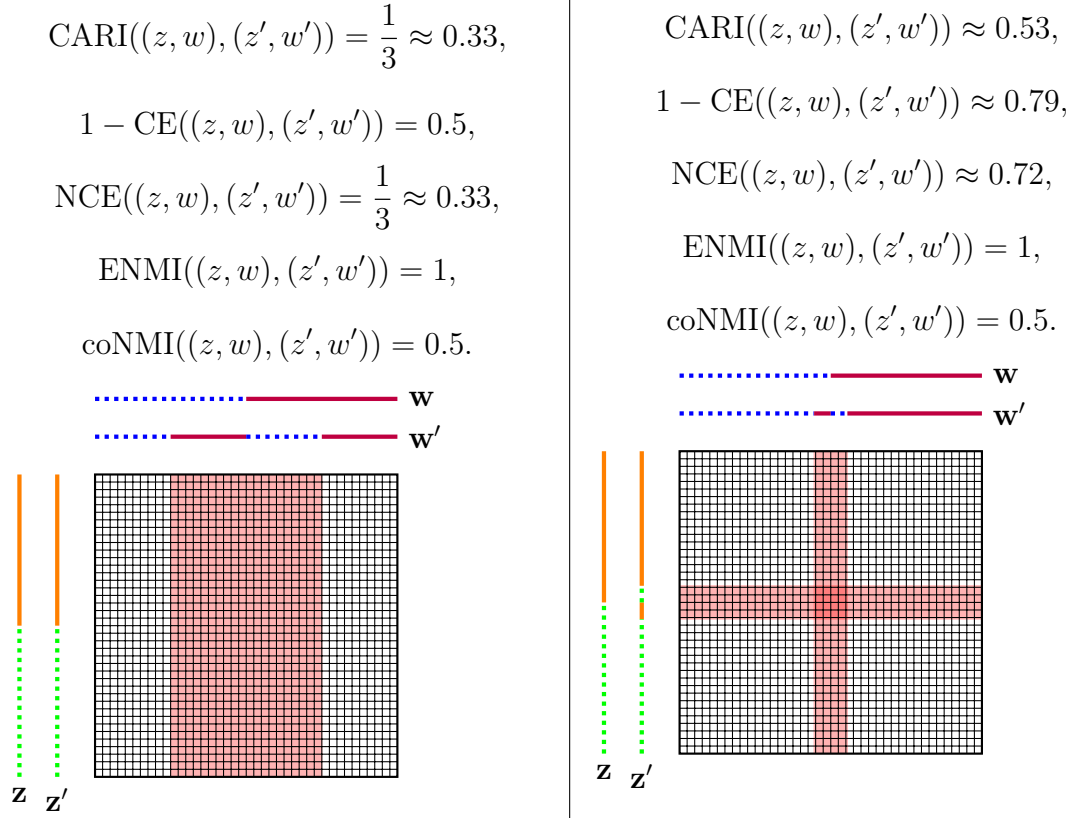 CARI((z, w), (z′, w′)) = 1/3 ≈ 0.33,
1 − CE((z, w), (z′, w′)) = 0.5,
NCE((z, w), (z′, w′)) = 1/3 ≈ 0.33,
ENMI((z, w), (z′, w′)) = 1,
coNMI((z, w), (z′, w′)) = 0.5.
w
w′
z
z′
CARI((z, w), (z′, w′)) ≈ 0.53,
1 − CE((z, w), (z′, w′)) ≈ 0.79,
NCE((z, w), (z′, w′)) ≈ 0.72,
ENMI((z, w), (z′, w′)) = 1,
coNMI((z, w), (z′, w′)) = 0.5.
w
w′
z
z′